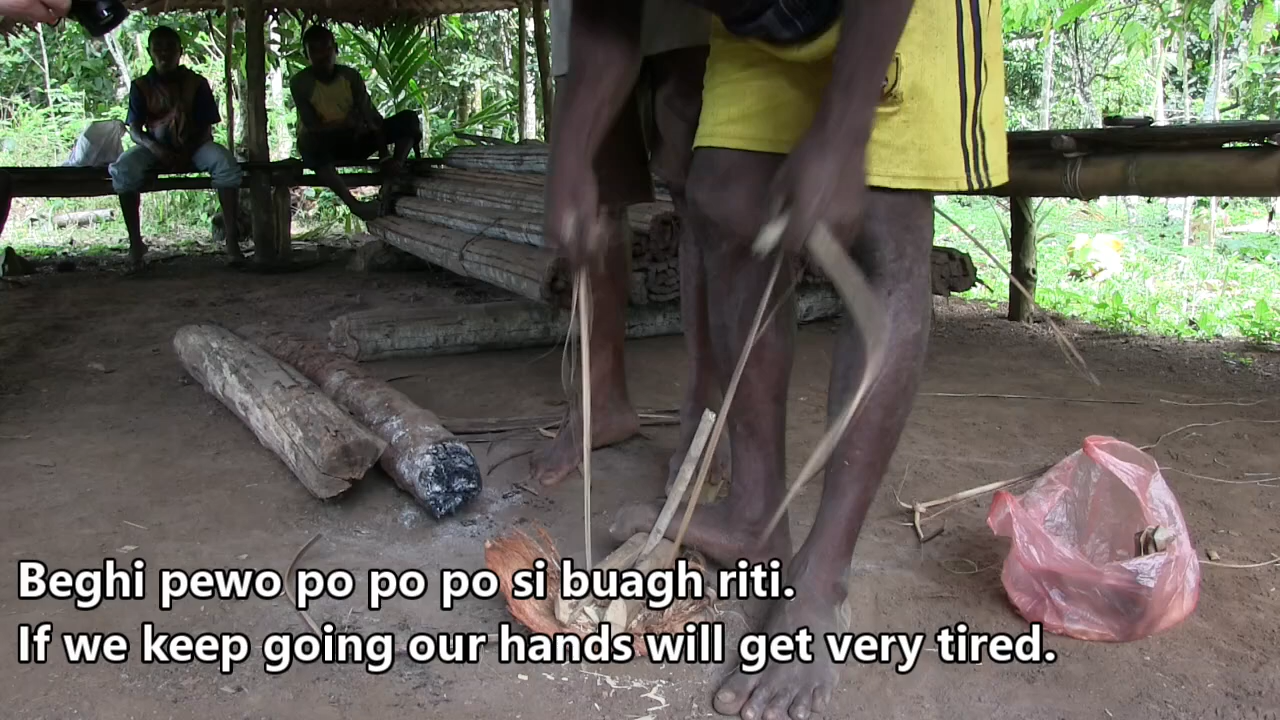 Beghi pewo po po po si buagh riti.
If we keep going our hands will get very tired.